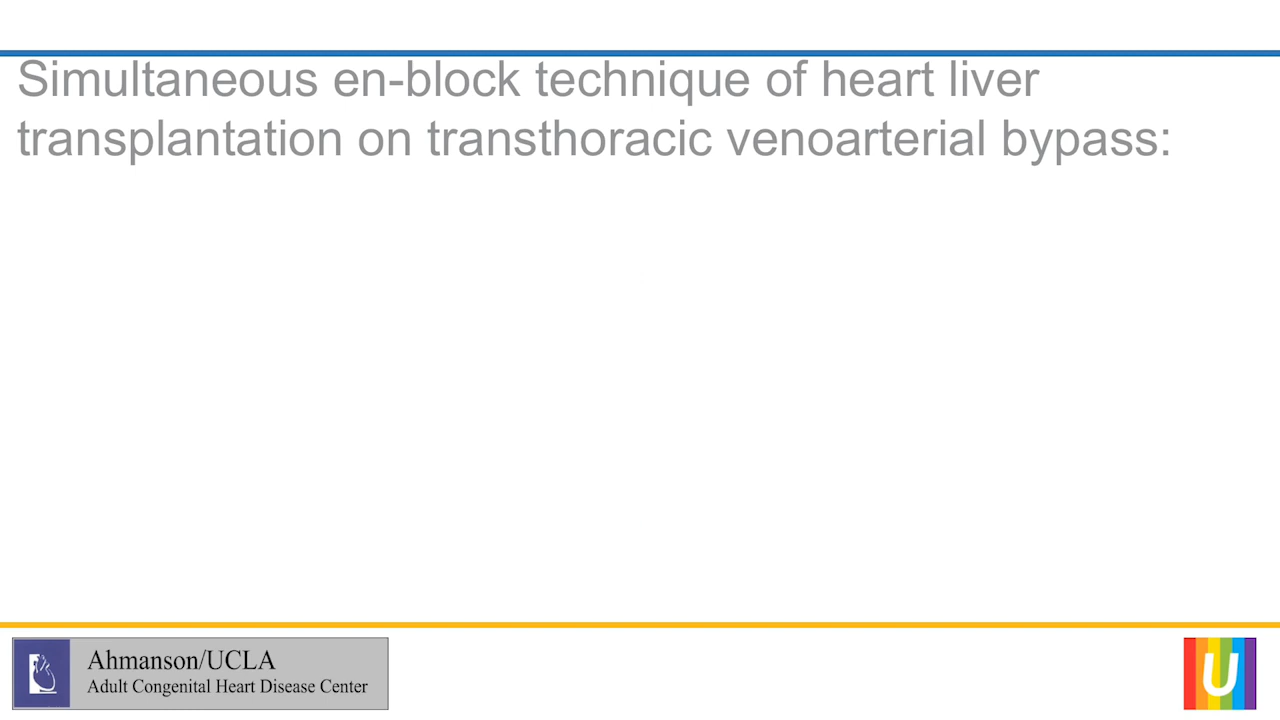 Simultaneous en-block technique of heart liver
transplantation on transthoracic venoarterial bypass:
Ahmanson/UCLA
Adult Congenital Heart Disease Center
U